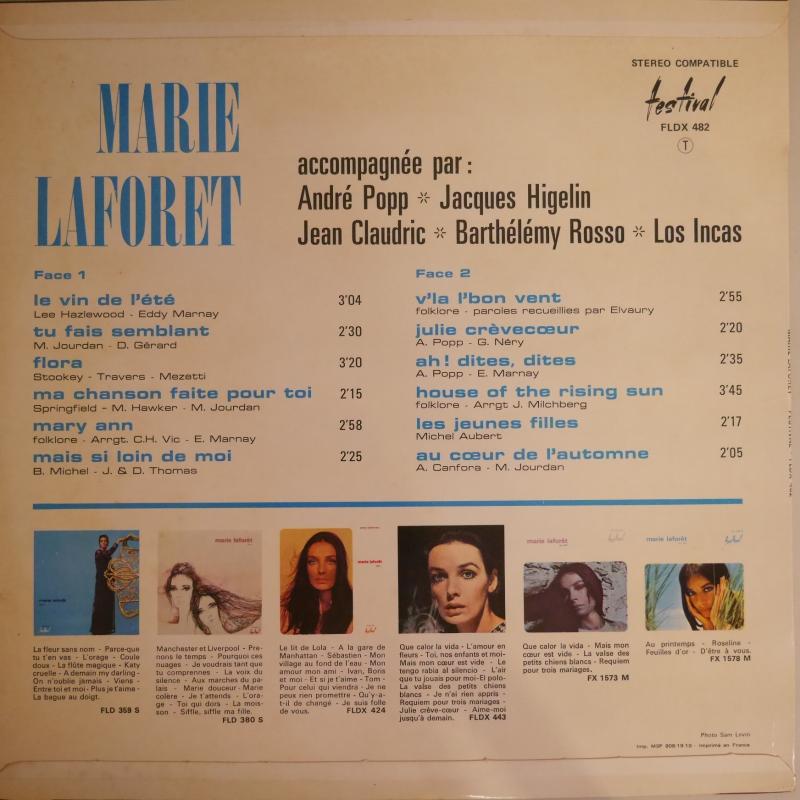 STEREO COMPATIBLE
festival
FLDX 482
T
MARIE
LAFORET
accompagnée par :
André Popp * Jacques Higelin
Jean Claudric * Barthélémy Rosso * Los Incas
Face 1
le vin de l'été 3'04
Lee Hazlewood - Eddy Marnay
tu fais semblant 2'30
M. Jourdan - D. Gérard
flora 3'20
Stookey - Travers - Mezatti
ma chanson faite pour toi 2'15
Springfield - M. Hawker - M. Jourdan
mary ann 2'58
folklore - Arrgt. C.H. Vic - E. Marnay
mais si loin de moi 2'25
B. Michel - J. & D. Thomas
Face 2
v'la l'bon vent 2'55
folklore - paroles recueillies par Elvaury
julie crèvecœur 2'20
A. Popp - G. Néry
ah! dites, dites 2'35
A. Popp - E. Marnay
house of the rising sun 3'45
folklore - Arrgt J. Milchberg
les jeunes filles 2'17
Michel Aubert
au cœur de l'automne 2'05
A. Canfora - M. Jourdan
marie laforêt
marie laforêt
marie laforêt
marie laforêt
marie laforêt
La fleur sans nom - Parce-que
tu t'en vas - L'orage - Coule
doux - La flûte magique - Katy
cruelle - A demain my darling -
On n'oublie jamais - Viens -
Entre toi et moi - Plus je t'aime -
La bague au doigt.
FLD 359 S
Manchester et Liverpool - Pre-
nons le temps - Pourquoi ces
nuages - Je voudrais tant que
tu comprennes - La voix du
silence - Aux marches du pa-
lais - Marie douceur - Marie
colère - Je t'attends - L'ora-
ge - Toi qui dors - La mois-
son - Siffle, siffle ma fille.
FLD 380 S
Le lit de Lola - A la gare de
Manhattan - Sébastien - Mon
village au fond de l'eau - Mon
amour mon ami - Ivan, Boris
et moi - Et si je t'aime - Tom -
Pour celui qui viendra - Je ne
peux rien promettre - Qu'y a-
t-il de changé - Je suis folle
de vous. FLDX 424
Que calor la vida - L'amour en
fleurs - Toi, nos enfants et moi-
Mais mon cœur est vide - Le
tengo rabia al silencio - L'air
que tu jouais pour moi-El polo-
La valse des petits chiens
blancs - Je n'ai rien appris -
Requiem pour trois mariages -
Julie crêve-cœur - Aime-moi
jusqu'à demain. FLDX 443
Que calor la vida - Mais mon
cœur est vide - La valse des
petits chiens blancs - Requiem
pour trois mariages.
FX 1573 M
Au printemps - Roseline -
Feuilles d'or - D'être à vous.
FX 1578 M
Photo Sam Levin
Imprimé en France